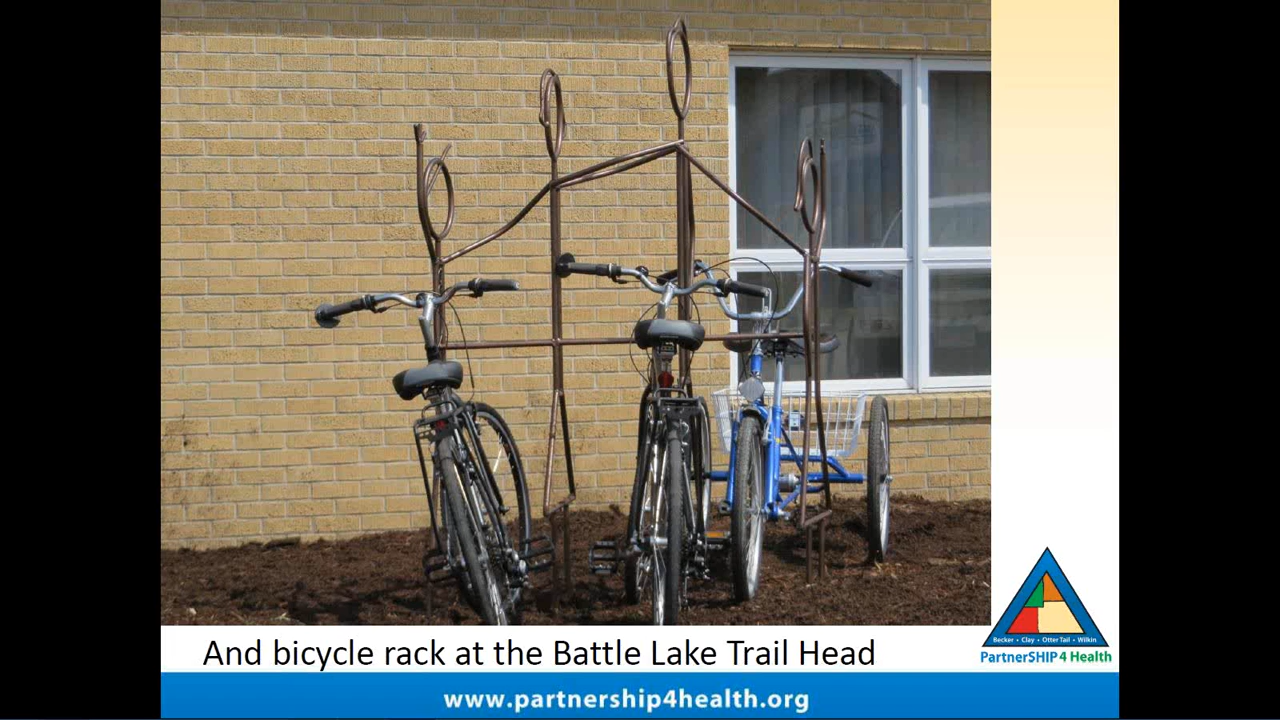 And bicycle rack at the Battle Lake Trail Head
Becker • Clay • Otter Tail • Wilkin
PartnerSHIP 4 Health
www.partnership4health.org